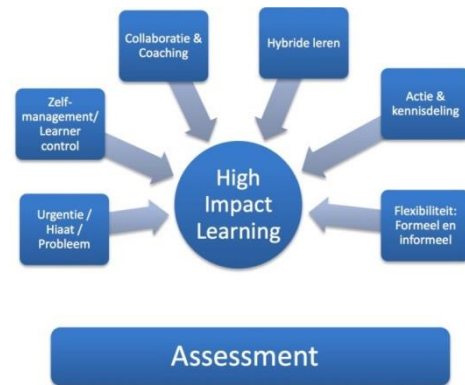 Collaboratie &
Coaching
Hybride leren
Zelf-
management/
Learner
control
Actie &
kennisdeling
High
Impact
Learning
Urgentie /
Hiaat /
Probleem
Flexibiliteit:
Formeel en
informeel
Assessment